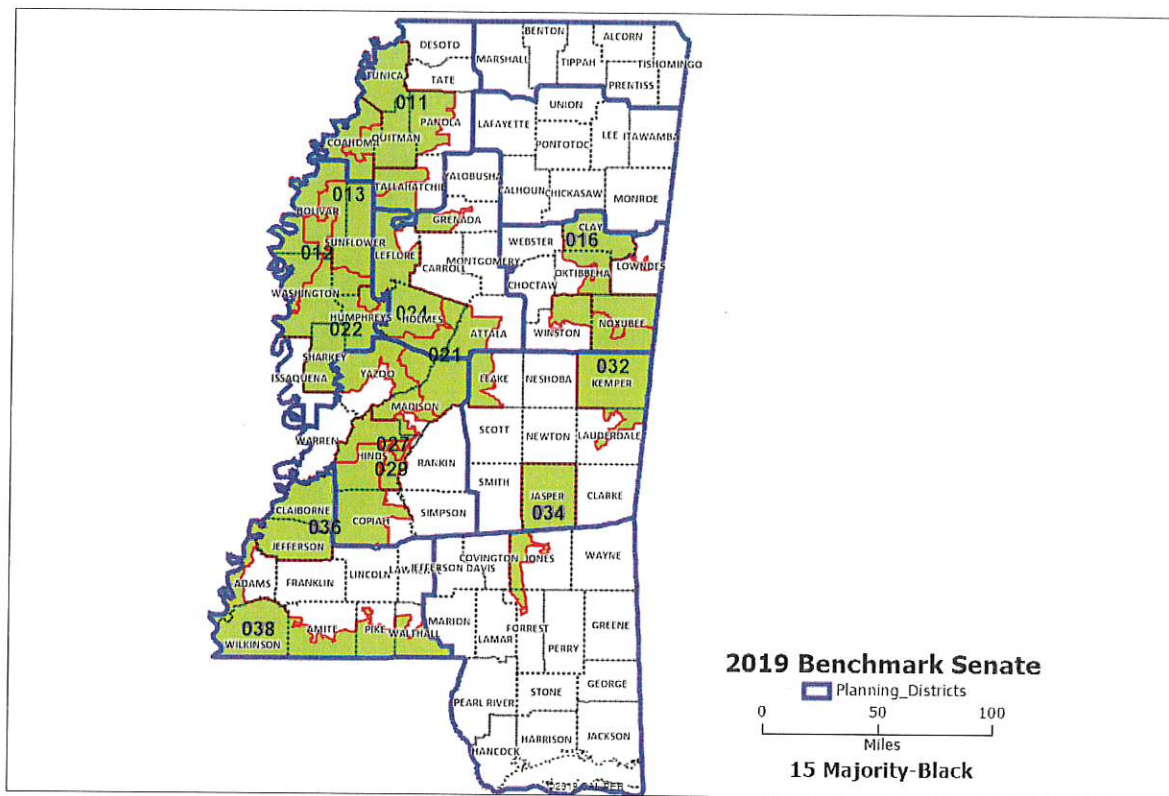 BENTON
ALCORN
DESOTO
MARSHALL
TIPPAH
TISHOMINGO
TUNICA
TATE
PRENTISS
011
UNION
PANOLA
LAFAYETTE
LEE
ITAWAMBA
COAHOMA
QUITMAN
PONTOTOC
YALOBUSHA
TALLAHATCHIE
CALHOUN
CHICKASAW
MONROE
013
BOLIVAR
GRENADA
CLAY
SUNFLOWER
WEBSTER
016
012
LEFLORE
MONTGOMERY
OKTIBBEHA
LOWNDES
CARROLL
CHOCTAW
WASHINGTON
HUMPHREYS
024
HOLMES
NOXUBEE
022
ATTALA
WINSTON
SHARKEY
021
032
ISSAQUENA
YAZOO
LEAKE
NESHOBA
KEMPER
MADISON
SCOTT
NEWTON
LAUDERDALE
WARREN
027
HINDS
RANKIN
029
SMITH
JASPER
CLARKE
CLAIBORNE
COPIAH
SIMPSON
034
036
JEFFERSON
COVINGTON
JONES
WAYNE
ADAMS
FRANKLIN
LINCOLN
JEFFERSON DAVIS
038
AMITE
PIKE
WALTHALL
MARION
LAMAR
FORREST
GREENE
WILKINSON
PERRY
2019 Benchmark Senate
GEORGE
Planning_Districts
PEARL RIVER
STONE
0 50 100
HANCOCK
HARRISON
JACKSON
Miles
15 Majority-Black